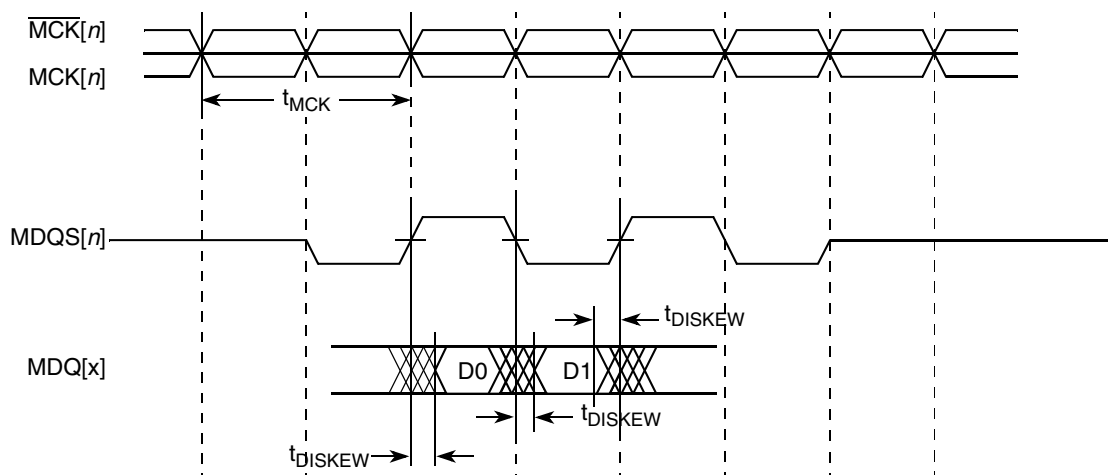 MCK[n]
MCK[n]
tMCK
MDQS[n]
tDISKEW
MDQ[x]
D0
D1
tDISKEW
tDISKEW